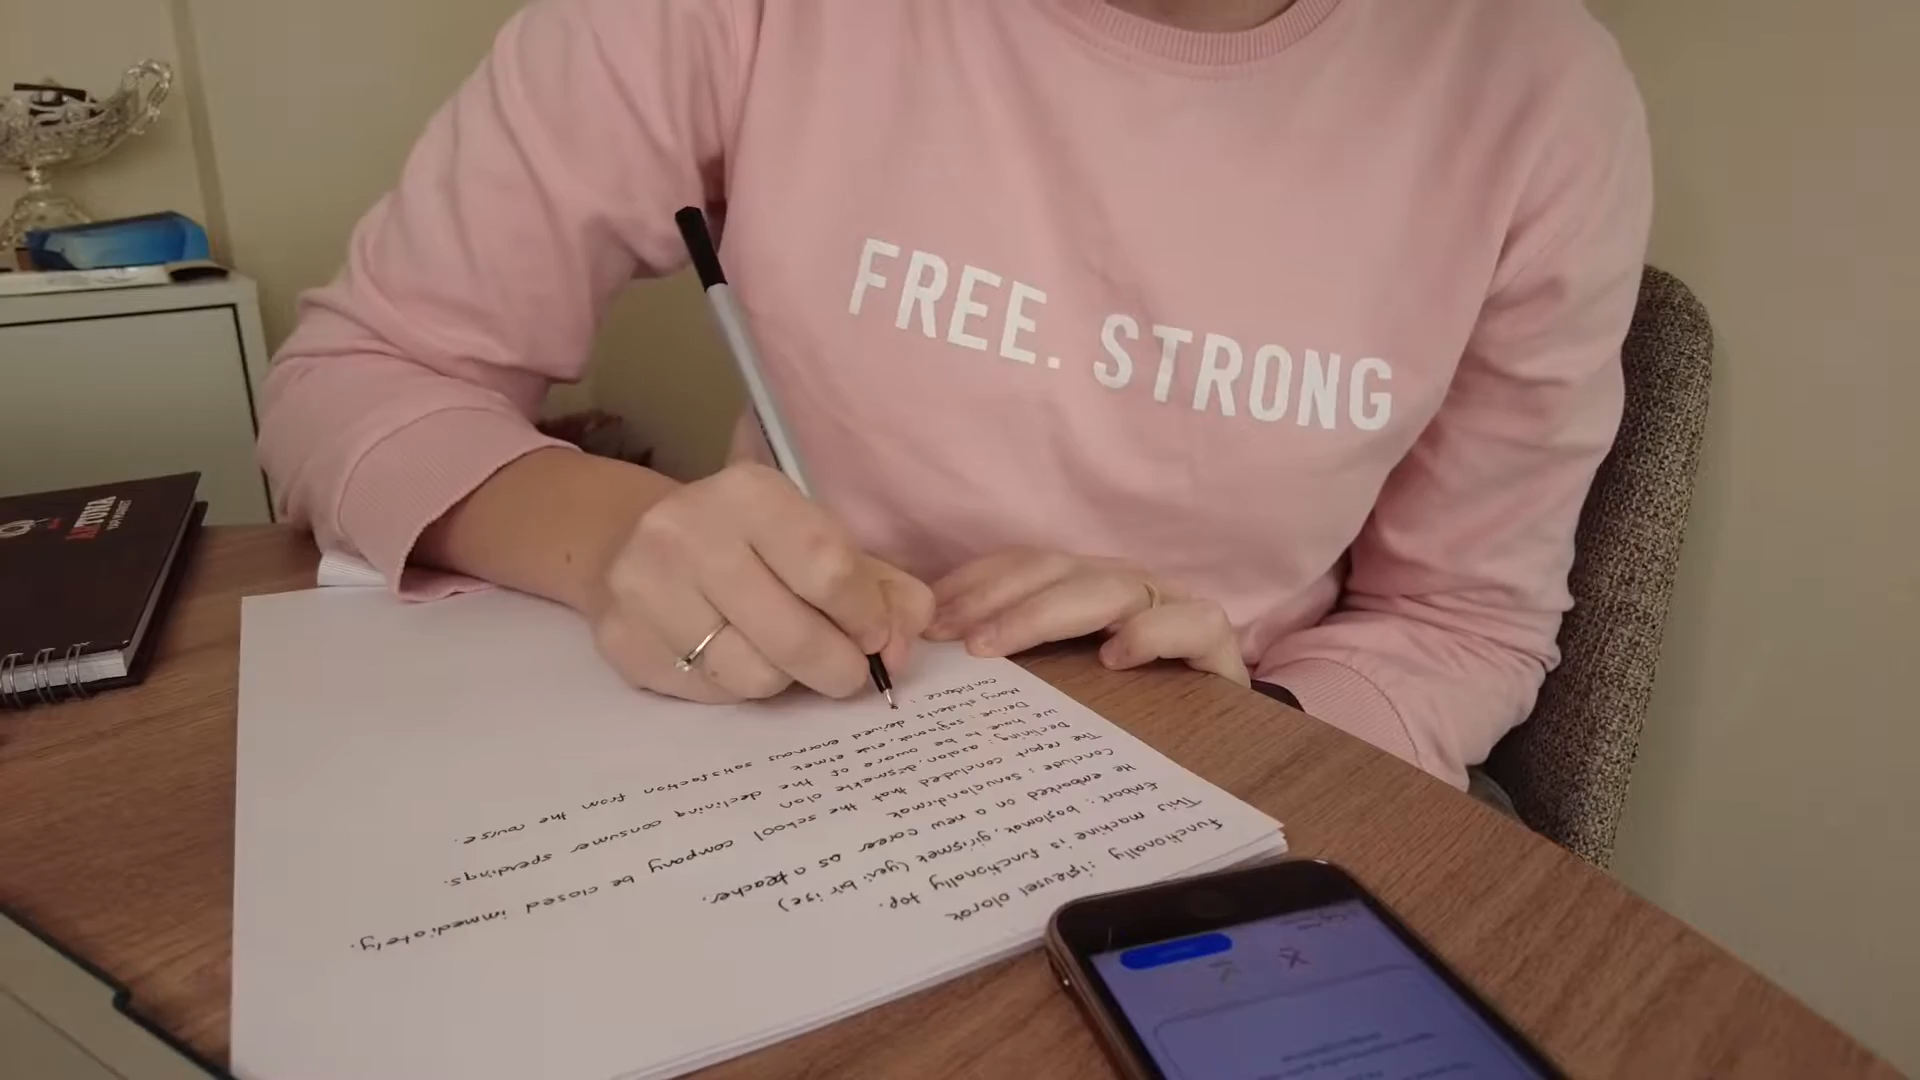 FREE. STRONG
ARTUNA
YAPI MARKET
Functionally : işlevsel olarak
This machine is functionally top.
Embark : başlamak, girişmek (yeni bir işe)
He embarked on a new career as a teacher.
Conclude : sonuçlandırmak
The report concluded that the school company be closed immediately.
Declining : azalan, düşmekte olan
We have to be aware of the declining consumer spendings.
Derive : sağlamak, elde etmek
Many students derived enormous satisfaction from the course.
Confidence :